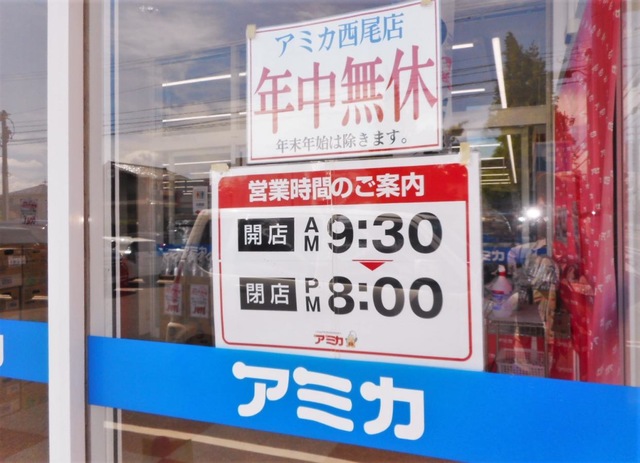 アミカ西尾店
年中無休
年末年始は除きます。
営業時間のご案内
開店 AM 9:30
閉店 PM 8:00
アミカ
アミカ